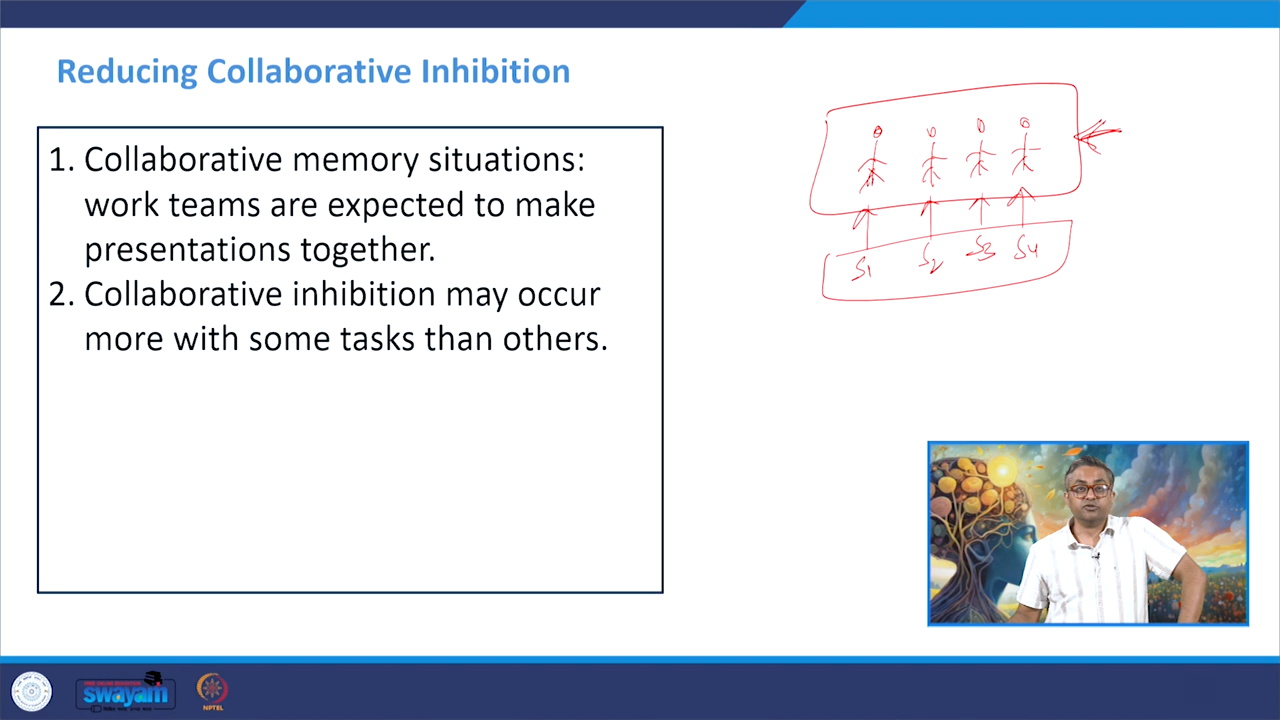 Reducing Collaborative Inhibition
1. Collaborative memory situations:
work teams are expected to make
presentations together.
2. Collaborative inhibition may occur
more with some tasks than others.
S1 S2 S3 S4
swayam
NPTEL